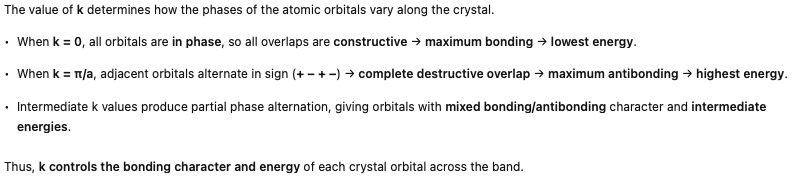 The value of k determines how the phases of the atomic orbitals vary along the crystal.
• When k = 0, all orbitals are in phase, so all overlaps are constructive → maximum bonding → lowest energy.
• When k = π/a, adjacent orbitals alternate in sign (+ − + −) → complete destructive overlap → maximum antibonding → highest energy.
• Intermediate k values produce partial phase alternation, giving orbitals with mixed bonding/antibonding character and intermediate
energies.
Thus, k controls the bonding character and energy of each crystal orbital across the band.